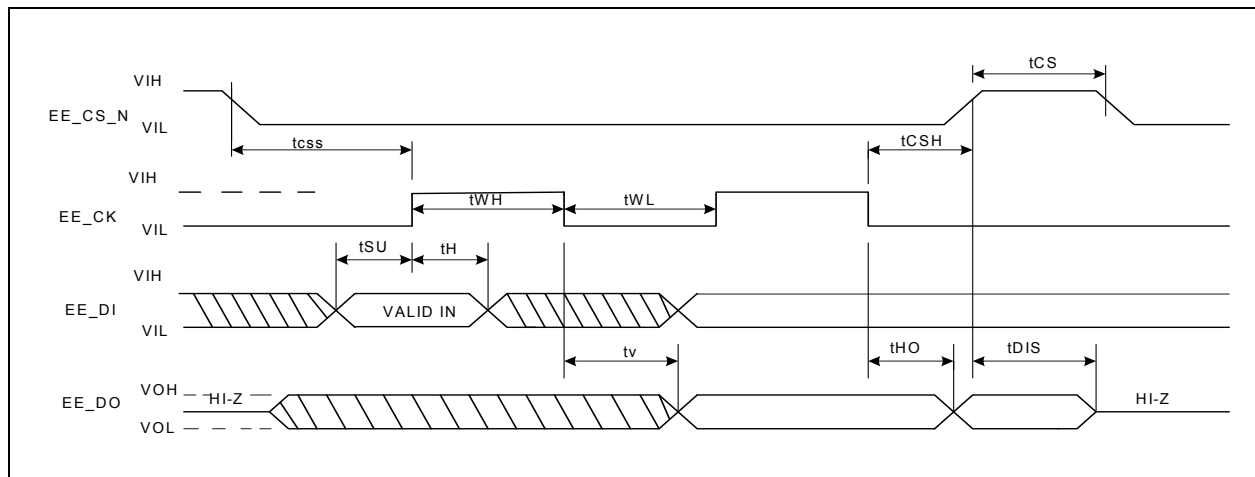 VIH
tCS
EE_CS_N
VIL
tcss
tCSH
VIH
tWH
tWL
EE_CK
VIL
tSU
tH
VIH
EE_DI
VALID IN
VIL
tv
tHO
tDIS
VOH
HI-Z
EE_DO
HI-Z
VOL